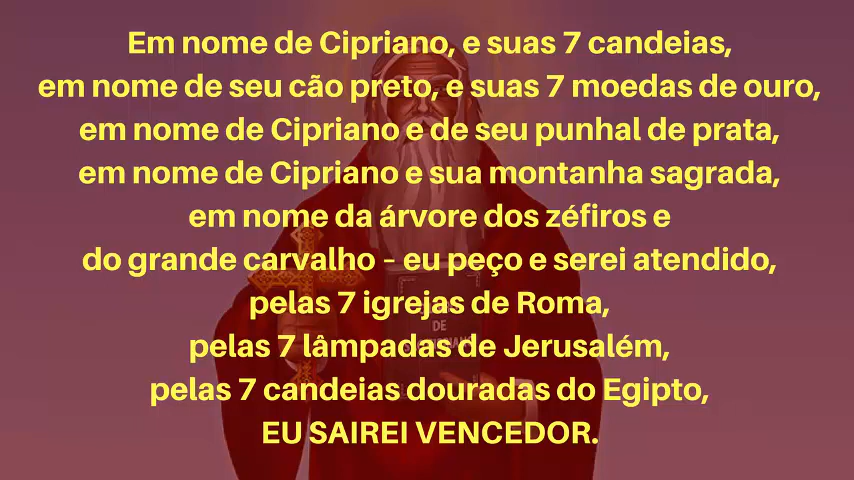 Em nome de Cipriano, e suas 7 candeias,
em nome de seu cão preto, e suas 7 moedas de ouro,
em nome de Cipriano e de seu punhal de prata,
em nome de Cipriano e sua montanha sagrada,
em nome da árvore dos zéfiros e
do grande carvalho – eu peço e serei atendido,
pelas 7 igrejas de Roma,
pelas 7 lâmpadas de Jerusalém,
pelas 7 candeias douradas do Egipto,
EU SAIREI VENCEDOR.
DE